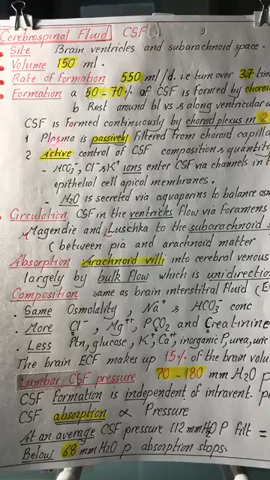 Cerebrospinal Fluid CSF
Site Brain ventricles and subarachnoid space.
Volume 150 ml.
Rate of Formation 550 ml/d. i.e turn over 3.7 tim
Formation a 50-70% of CSF is formed by choro
b Rest around bl vs & along ventricular
CSF is formed continuously by choroid plexus in 2
1 Plasma is passively filtered from choroid capilla
2 Active control of CSF composition & quantit
- HCO3-, Cl- & K+ ions enter CSF via channels in t
epithelial cell apical membranes.
- H2O is secreted via aquaporins to balance osm
Circulation CSF in the ventricles flow via foramens
Magendie and Luschka to the subarachnoid s
(between pia and arachnoid matter
Absorption Arachnoid villi into cerebral venous
largely by bulk flow which is unidirection
Composition same as brain interstitial fluid (E
- Same Osmolality, Na+ & HCO3- conc
- More Cl-, Mg++, PCO2 and Creatinine
- Less Ptn, glucose, K+, Ca++, inorganic P, urea, uric
The brain ECF makes up 15% of the brain volu
Lumbar CSF pressure 70-180 mm H2O p
CSF Formation is independent of intravent. p
CSF absorption ∝ Pressure
At an average CSF pressure 112 mmH2O P filt =
Below 68 mmH2O p absorption stops.